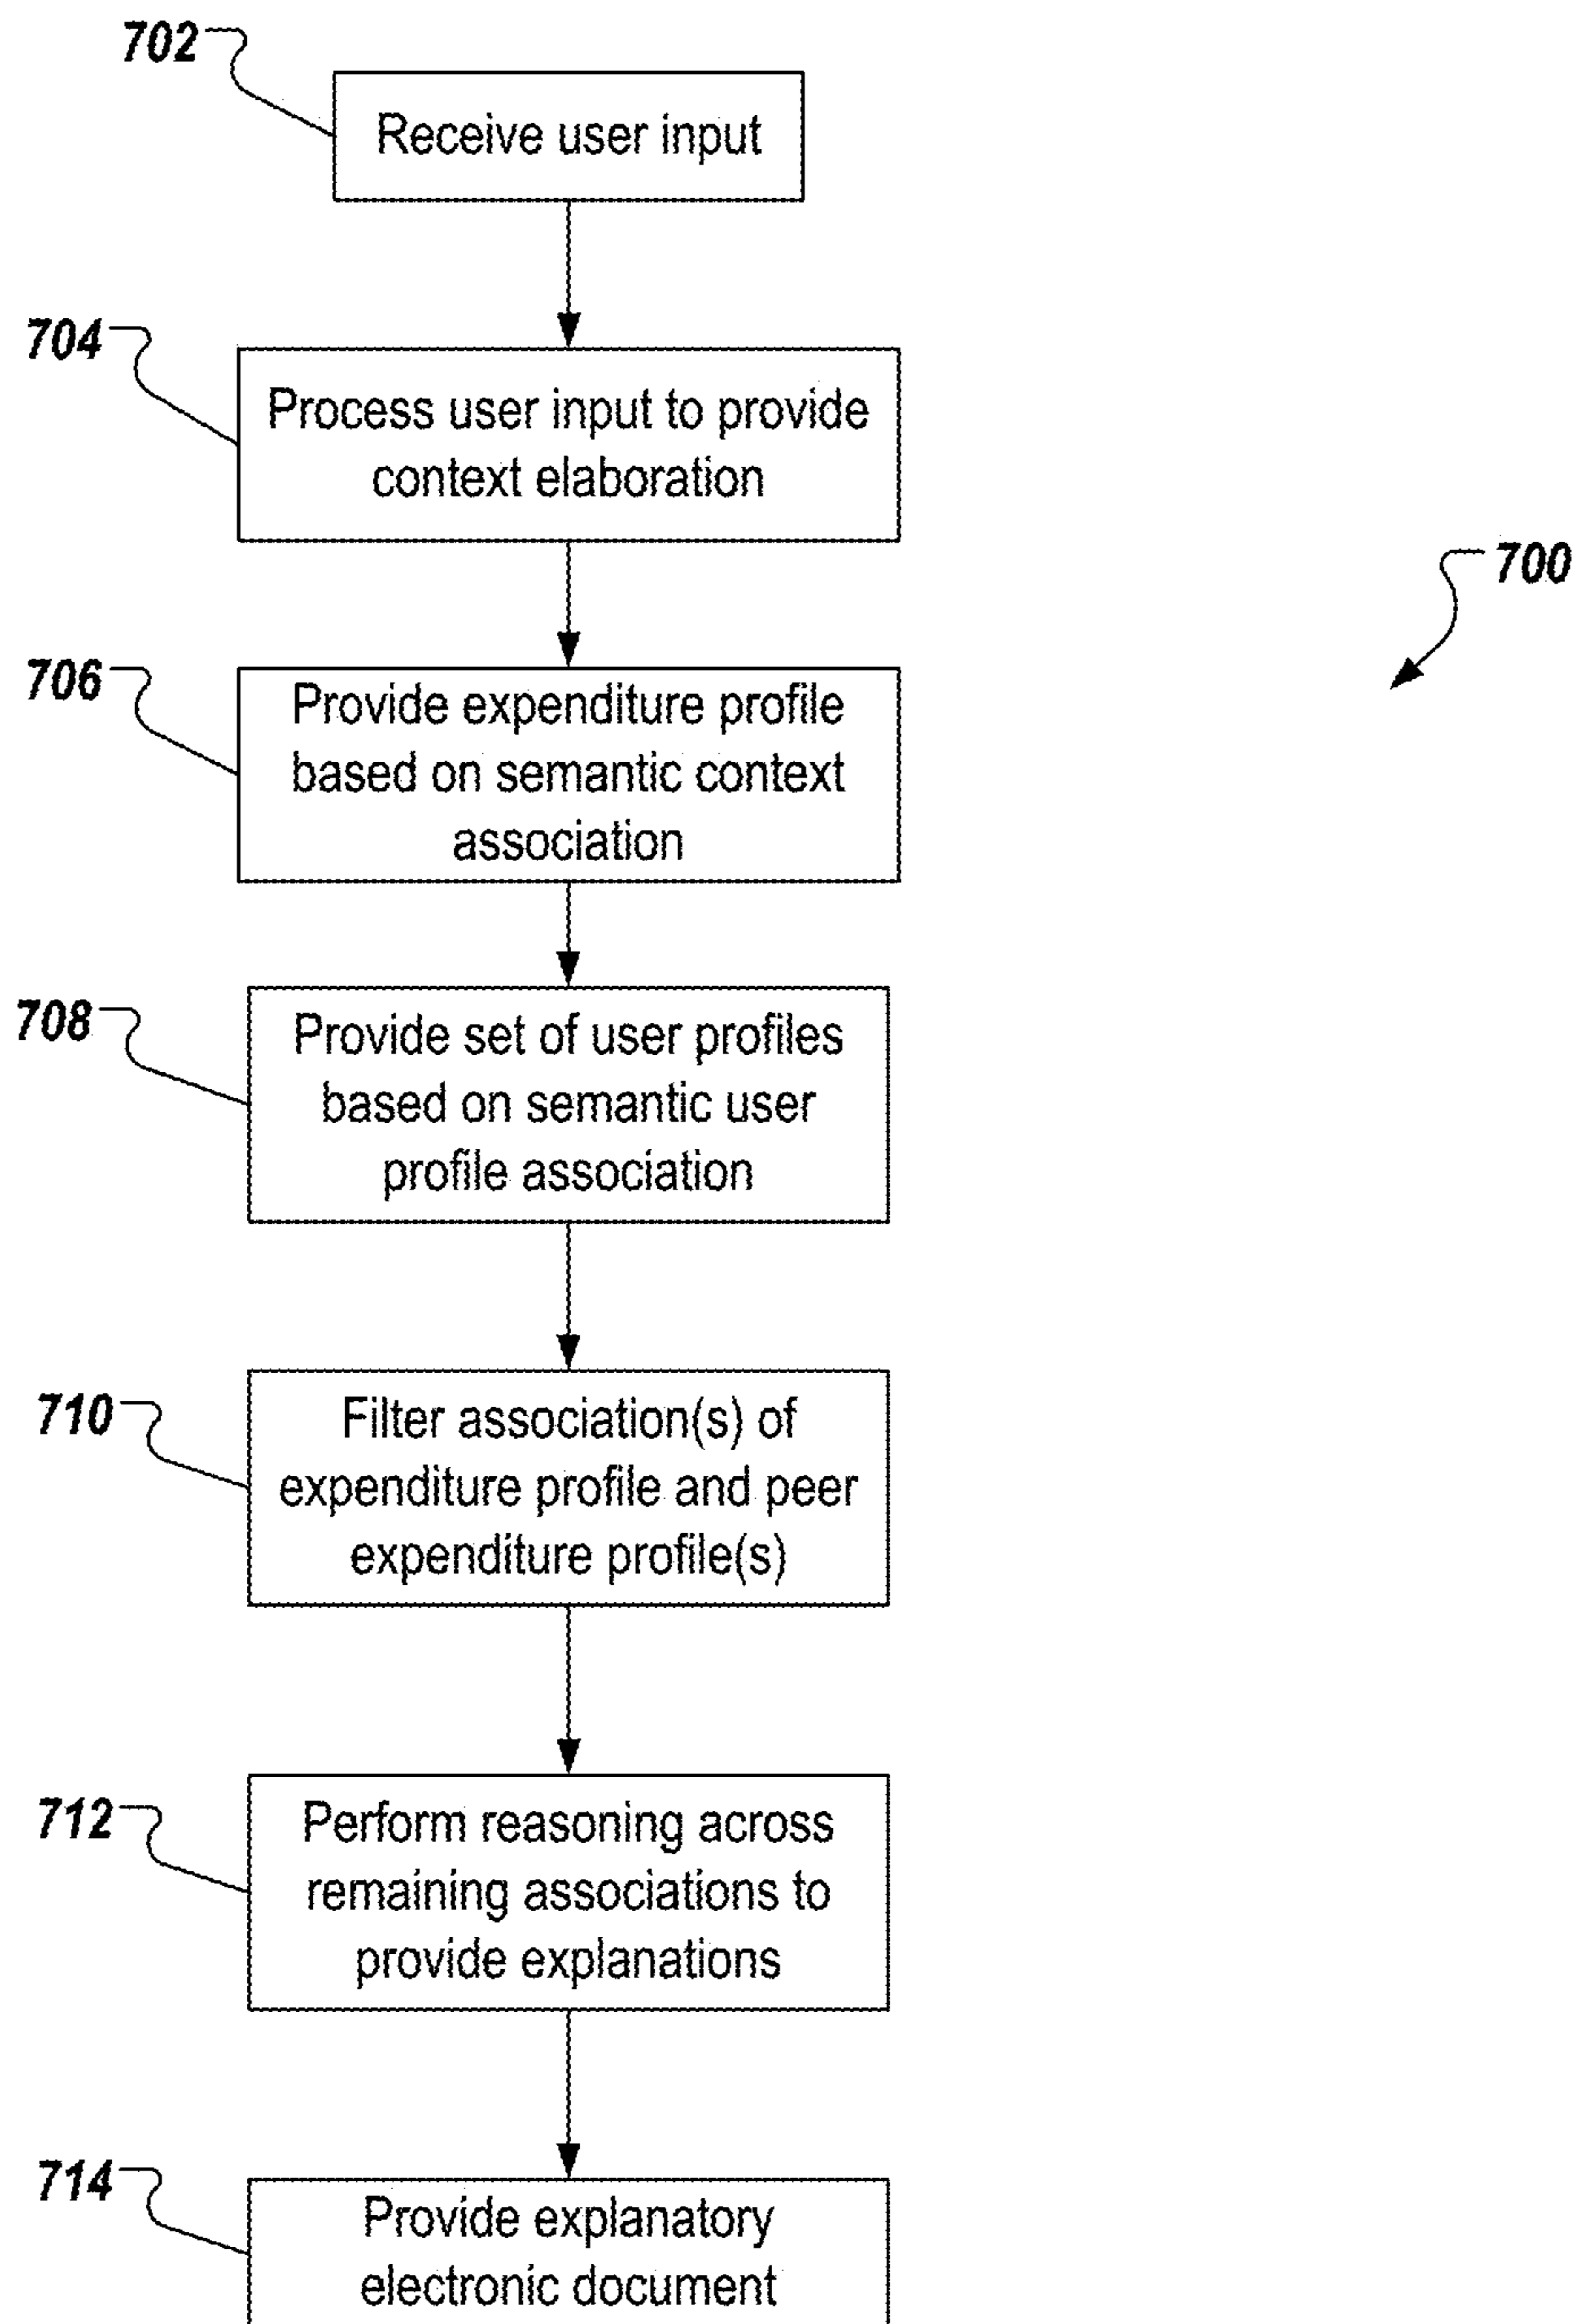 702
Receive user input
704
Process user input to provide
context elaboration
700
706
Provide expenditure profile
based on semantic context
association
708
Provide set of user profiles
based on semantic user
profile association
710
Filter association(s) of
expenditure profile and peer
expenditure profile(s)
712
Perform reasoning across
remaining associations to
provide explanations
714
Provide explanatory
electronic document